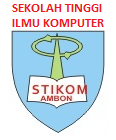 SEKOLAH TINGGI
ILMU KOMPUTER
STIKOM
AMBON